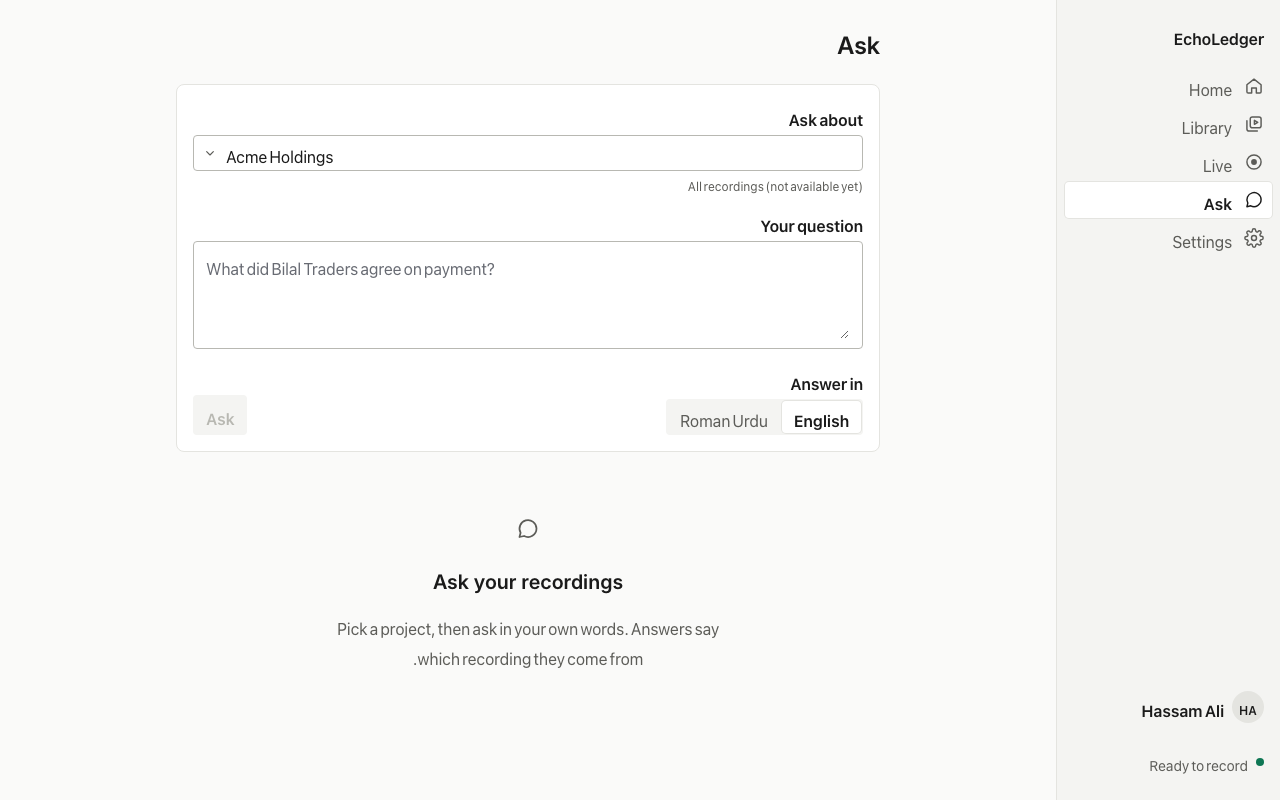 EchoLedger
Home
Library
Live
Ask
Settings
Hassam Ali
HA
Ready to record
Ask
Ask about
Acme Holdings
All recordings (not available yet)
Your question
What did Bilal Traders agree on payment?
Answer in
English
Roman Urdu
Ask
Ask your recordings
Pick a project, then ask in your own words. Answers say
.which recording they come from